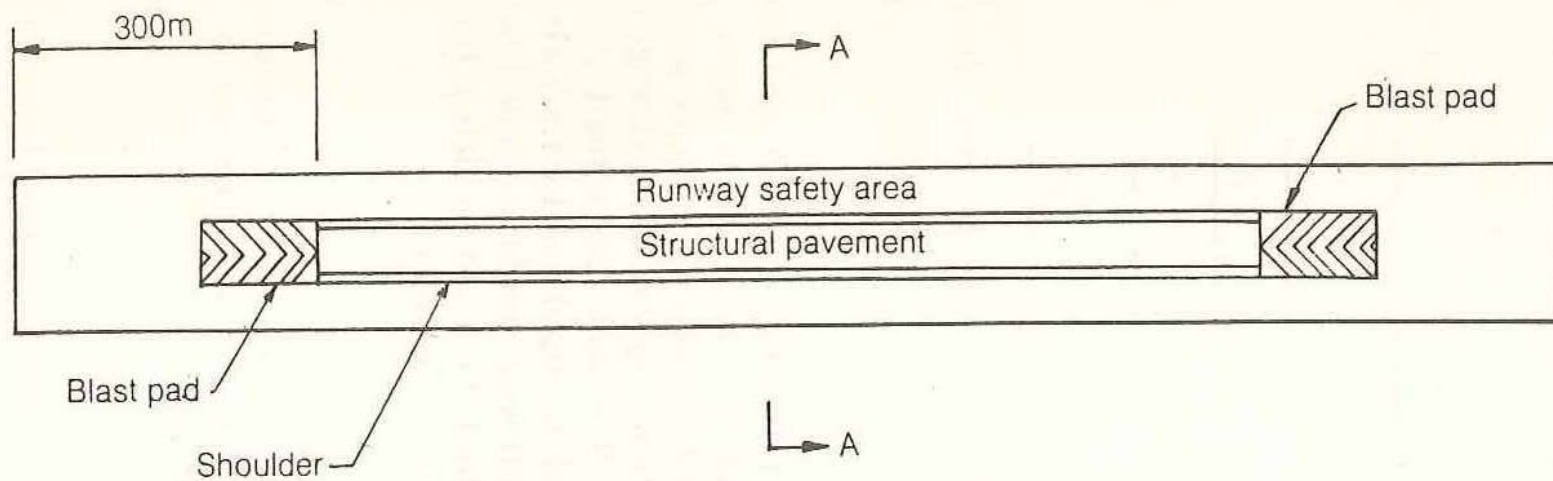 300m
A
Blast pad
Runway safety area
Structural pavement
Blast pad
A
Shoulder